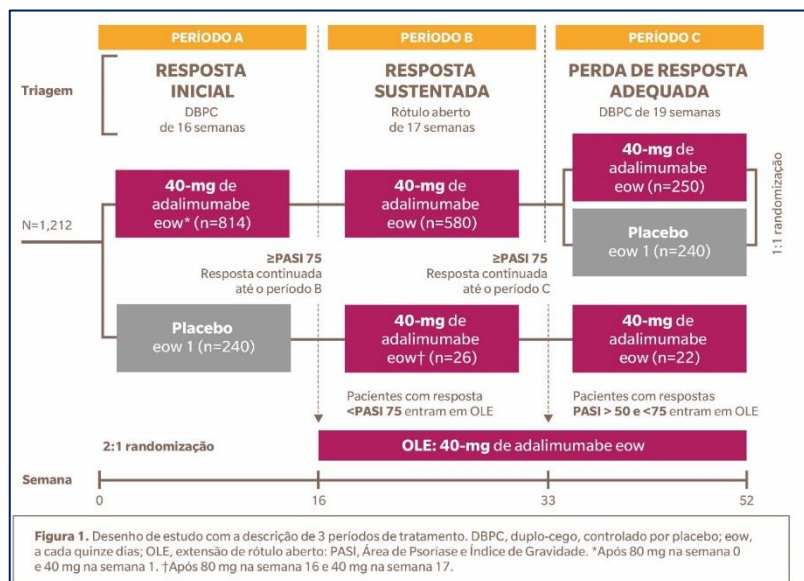 PERÍODO A
PERÍODO B
PERÍODO C
Triagem
RESPOSTA
INICIAL
DBPC
de 16 semanas
RESPOSTA
SUSTENTADA
Rótulo aberto
de 17 semanas
PERDA DE RESPOSTA
ADEQUADA
DBPC de 19 semanas
N=1,212
40-mg de
adalimumabe
eow* (n=814)
40-mg de
adalimumabe
eow (n=580)
40-mg de
adalimumabe
eow (n=250)
Placebo
eow 1 (n=240)
1:1 randomização
≥PASI 75
Resposta continuada
até o período B
≥PASI 75
Resposta continuada
até o período C
Placebo
eow 1 (n=240)
40-mg de
adalimumabe
eow† (n=26)
40-mg de
adalimumabe
eow (n=22)
Pacientes com resposta
<PASI 75 entram em OLE
Pacientes com respostas
PASI > 50 e <75 entram em OLE
2:1 randomização
OLE: 40-mg de adalimumabe eow
Semana
0
16
33
52
Figura 1. Desenho de estudo com a descrição de 3 períodos de tratamento. DBPC, duplo-cego, controlado por placebo; eow,
a cada quinze dias; OLE, extensão de rótulo aberto: PASI, Área de Psoríase e Índice de Gravidade. *Após 80 mg na semana 0
e 40 mg na semana 1. †Após 80 mg na semana 16 e 40 mg na semana 17.